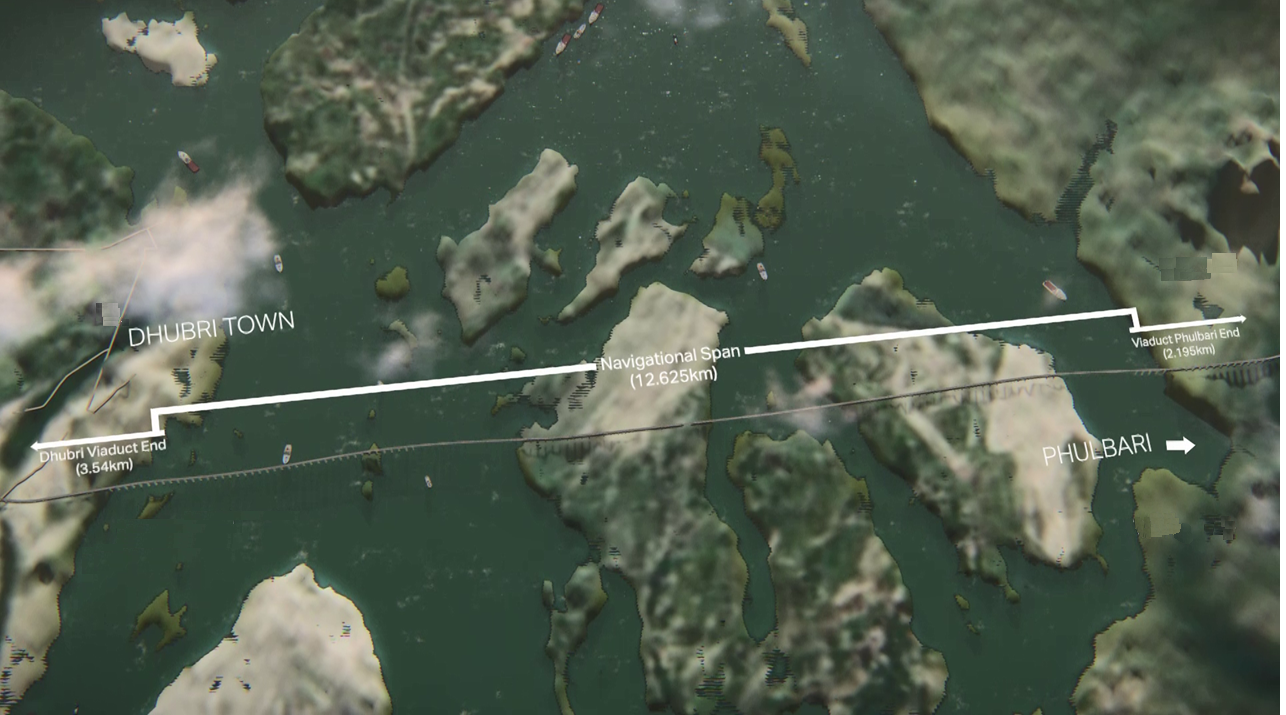 DHUBRI TOWN
Navigational Span
(12.625km)
Viaduct Phulbari End
(2.195km)
Dhubri Viaduct End
(3.54km)
PHULBARI